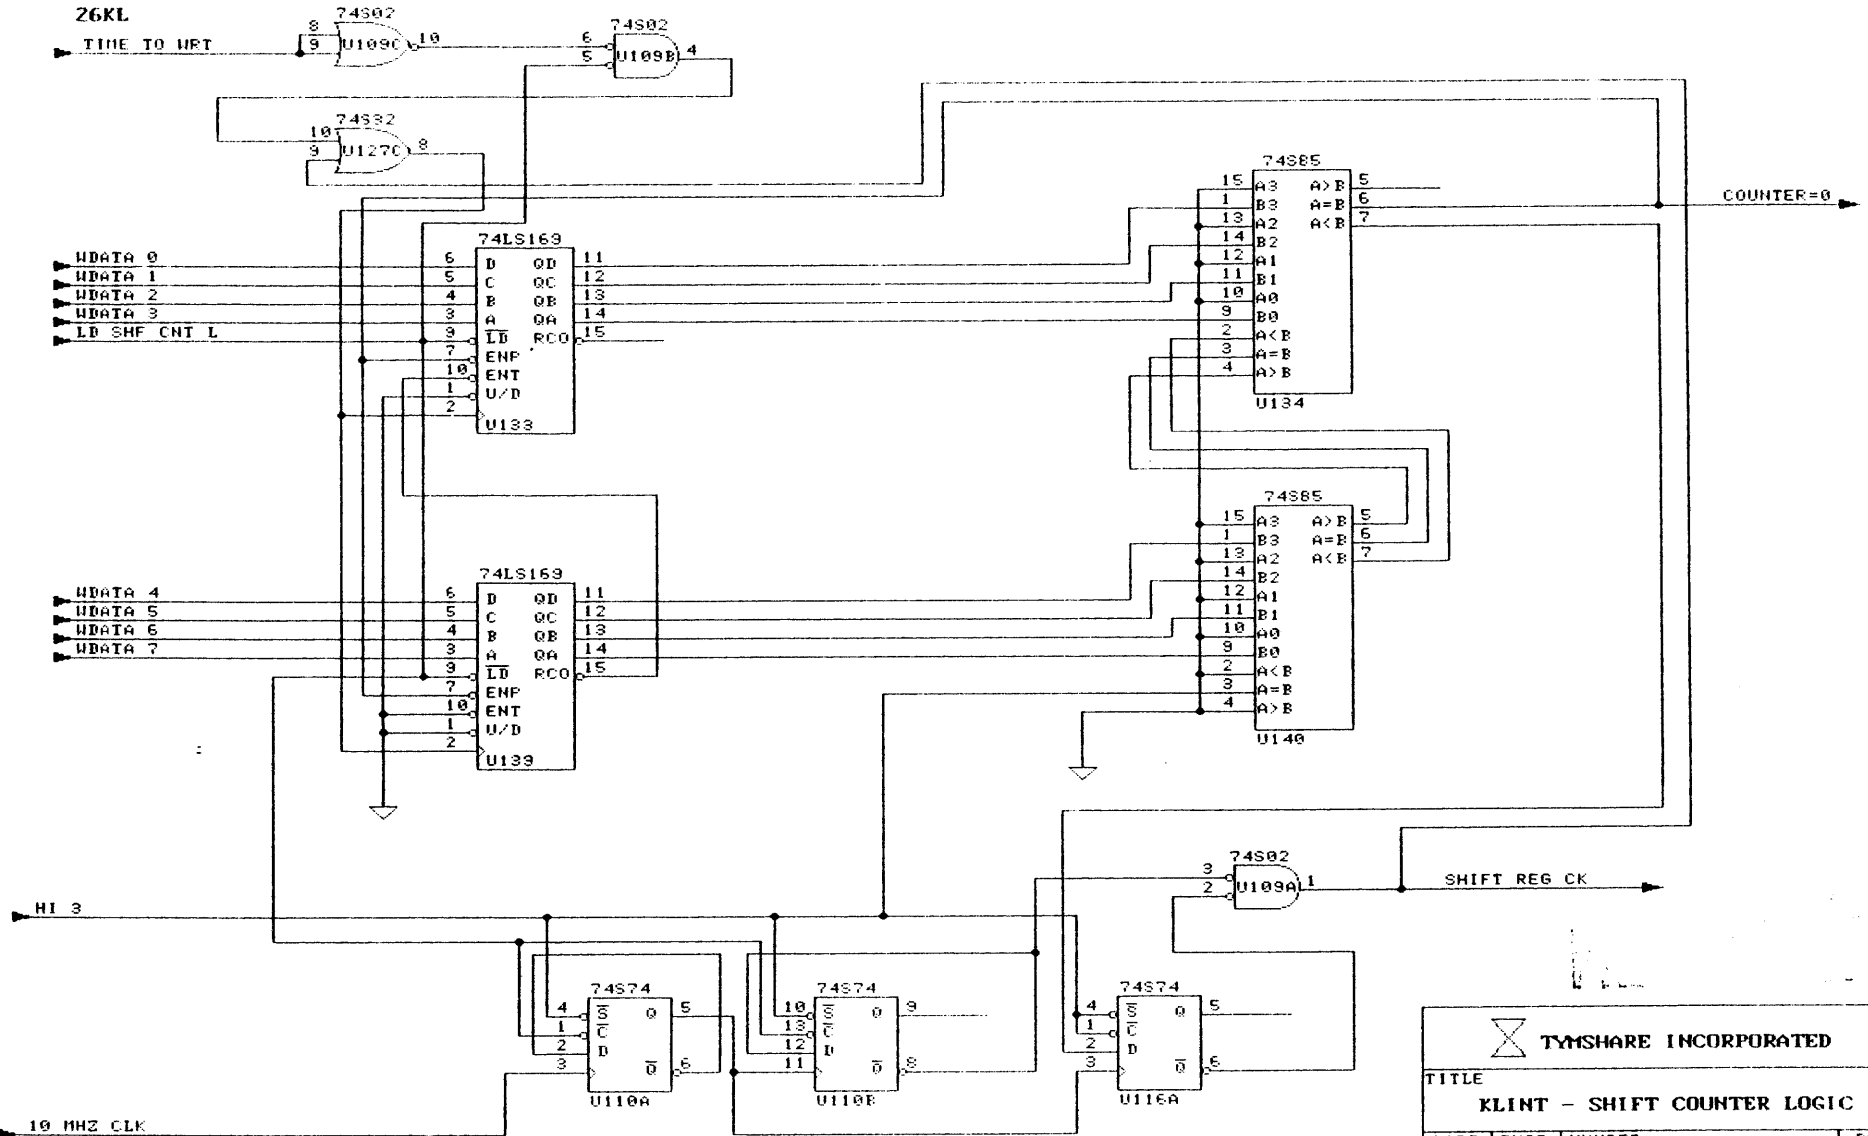 26KL
74S02
TIME TO WRT
8
9
U109C
10
74S02
6
5
U109B
4
74S32
10
9
U127C
8
74LS169
WDATA 0
WDATA 1
WDATA 2
WDATA 3
LD SHF CNT L
6 D QD 11
5 C QC 12
4 B QB 13
3 A QA 14
9 LD RCO 15
7 ENP
10 ENT
1 U/D
2
U133
74S85
15 A3 A>B 5
1 B3 A=B 6
13 A2 A<B 7
14 B2
12 A1
11 B1
10 A0
9 B0
2 A<B
3 A=B
4 A>B
U134
COUNTER=0
74LS169
WDATA 4
WDATA 5
WDATA 6
WDATA 7
6 D QD 11
5 C QC 12
4 B QB 13
3 A QA 14
9 LD RCO 15
7 ENP
10 ENT
1 U/D
2
U139
74S85
15 A3 A>B 5
1 B3 A=B 6
13 A2 A<B 7
14 B2
12 A1
11 B1
10 A0
9 B0
2 A<B
3 A=B
4 A>B
U140
74S02
3
2
U109A
1
SHIFT REG CK
HI 3
74S74
4 S Q 5
1 C
2 D
3 Q 6
U110A
74S74
10 S Q 9
13 C
12 D
11 Q 8
U110B
74S74
4 S Q 5
1 C
2 D
3 Q 6
U116A
10 MHZ CLK
TYMSHARE INCORPORATED
TITLE
KLINT - SHIFT COUNTER LOGIC